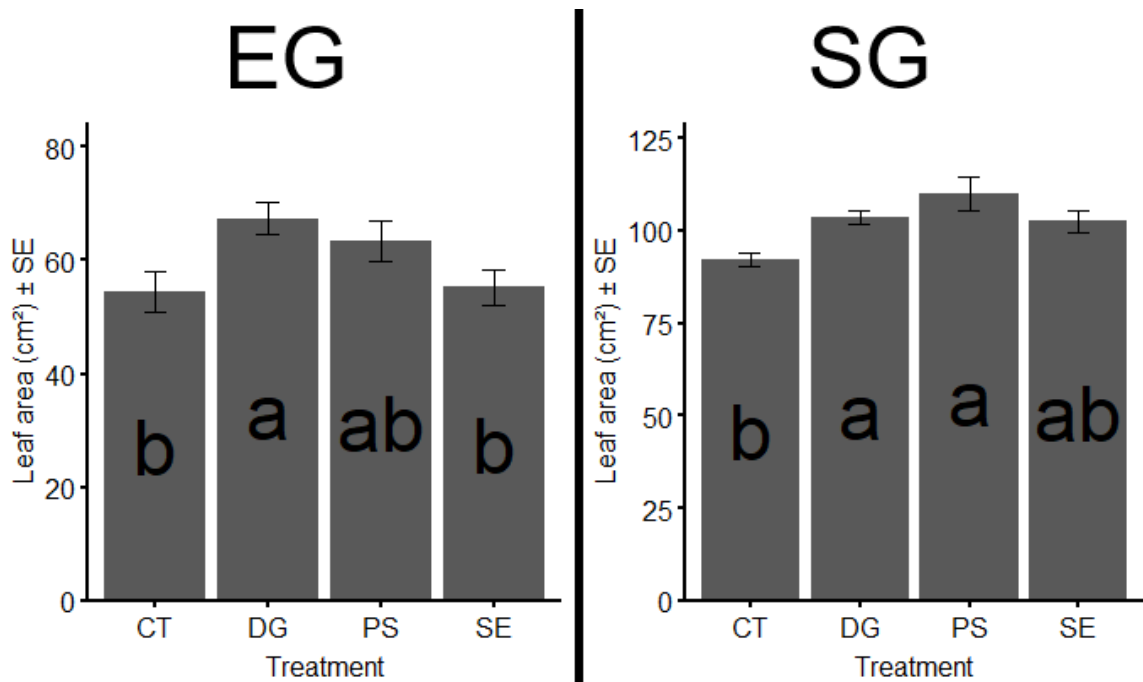 EG
Leaf area (cm²) ± SE
80
60
40
20
0
b
a
ab
b
CT DG PS SE
Treatment
SG
Leaf area (cm²) ± SE
125
100
75
50
25
0
b
a
a
ab
CT DG PS SE
Treatment